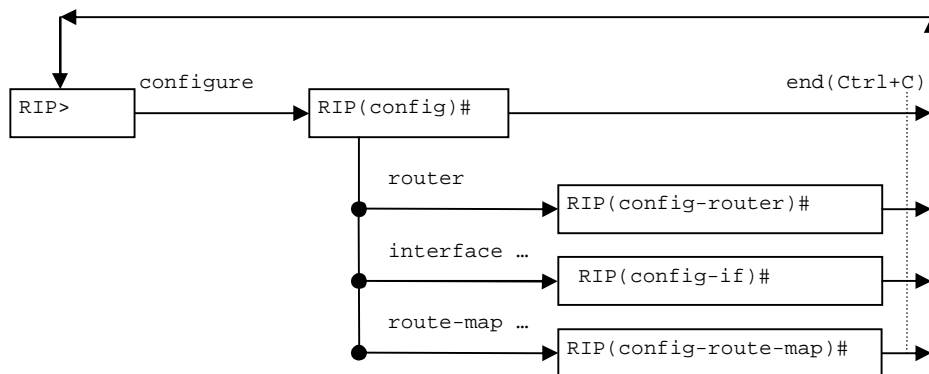 configure
end(Ctrl+C)
RIP>
RIP(config)#
router
RIP(config-router)#
interface …
RIP(config-if)#
route-map …
RIP(config-route-map)#